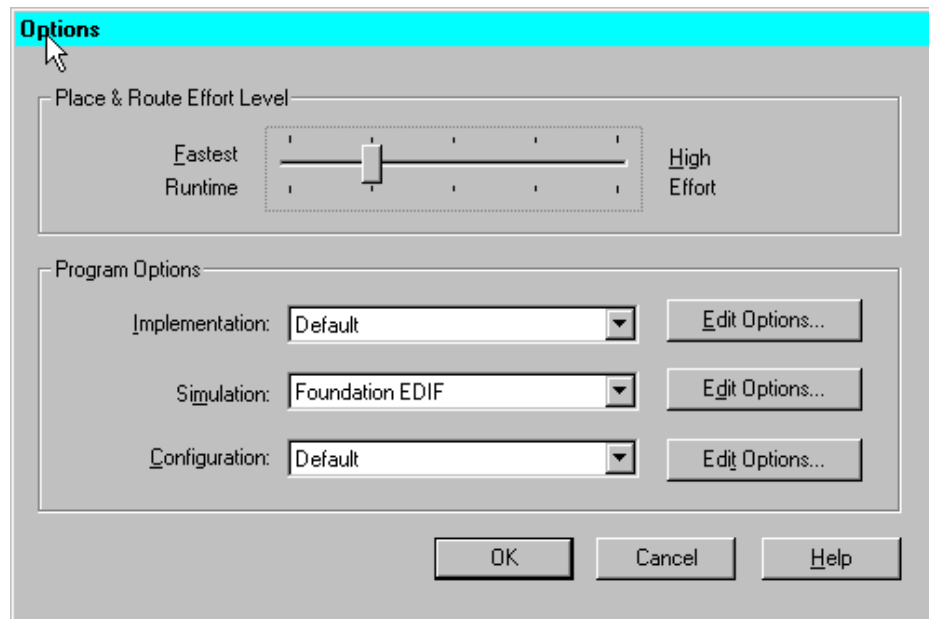 Options
Place & Route Effort Level
Fastest
Runtime
High
Effort
Program Options
Implementation: Default Edit Options...
Simulation: Foundation EDIF Edit Options...
Configuration: Default Edit Options...
OK Cancel Help